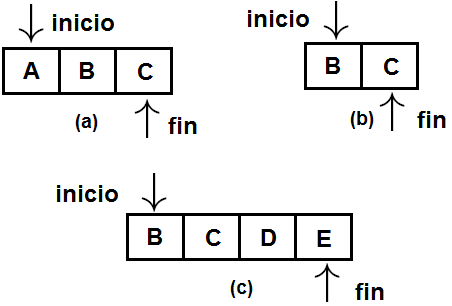 inicio
A B C
(a)
fin
inicio
B C
(b)
fin
inicio
B C D E
(c)
fin